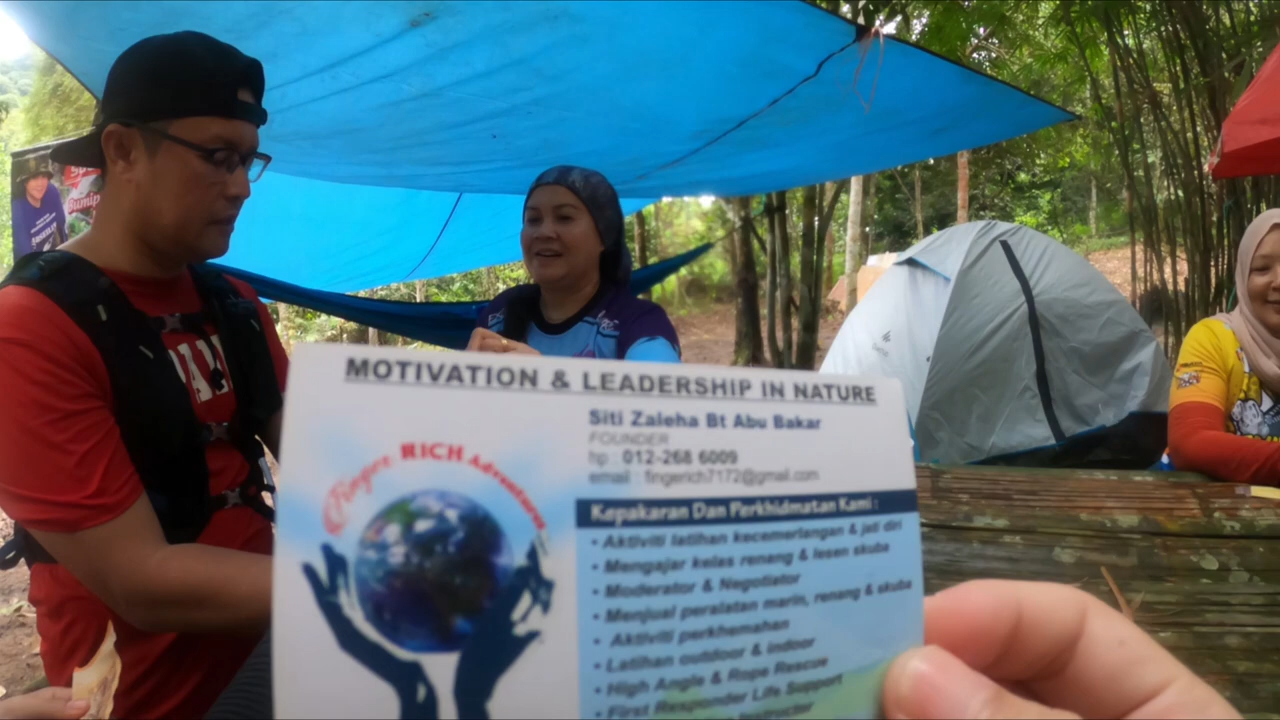 MOTIVATION & LEADERSHIP IN NATURE
Siti Zaleha Bt Abu Bakar
FOUNDER
hp : 012-268 6009
email : fingerich7172@gmail.com
Finger RICH Adventures
Kepakaran Dan Perkhidmatan Kami :
• Aktiviti latihan kecemerlangan & jati diri
• Mengajar kelas renang & lesen skuba
• Moderator & Negotiator
• Menjual peralatan marin, renang & skuba
• Aktiviti perkhemahan
• Latihan outdoor & indoor
• High Angle & Rope Rescue
• First Responder Life Support
Instructor